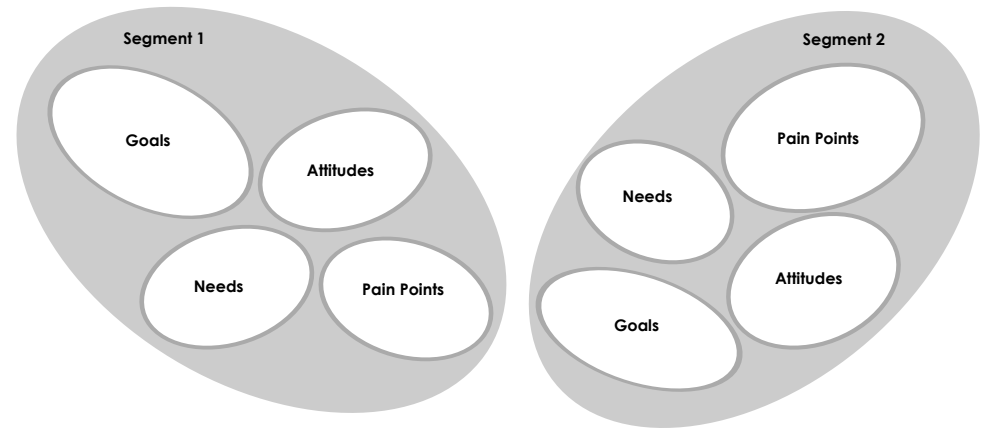 Segment 1
Goals
Attitudes
Needs
Pain Points
Segment 2
Pain Points
Needs
Attitudes
Goals